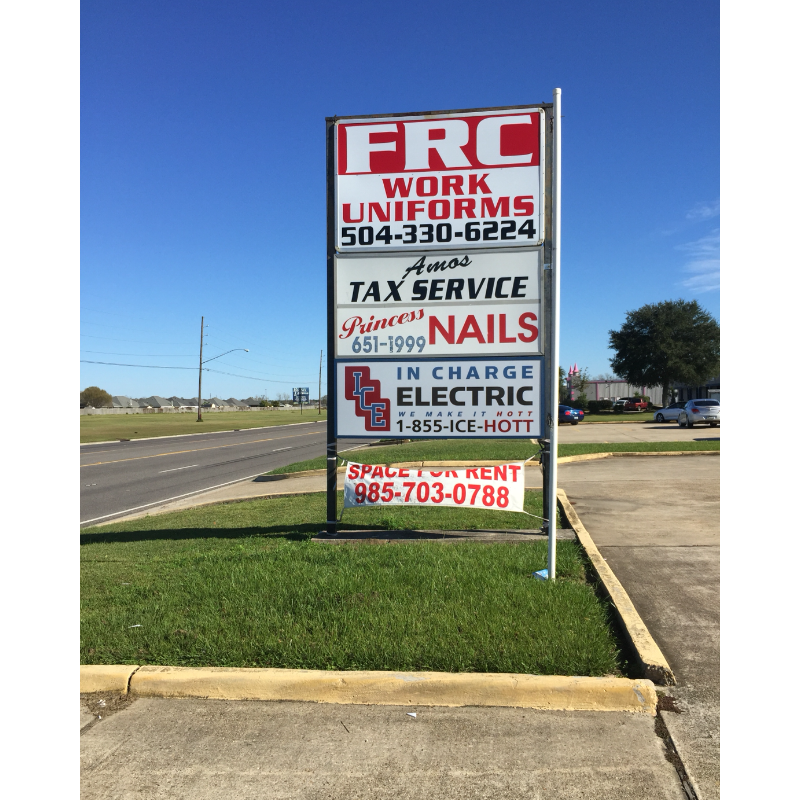 FRC
WORK
UNIFORMS
504-330-6224
Amos
TAX SERVICE
Princess NAILS
651-1999
ICE
IN CHARGE
ELECTRIC
WE MAKE IT HOTT
1-855-ICE-HOTT
SPACE FOR RENT
985-703-0788